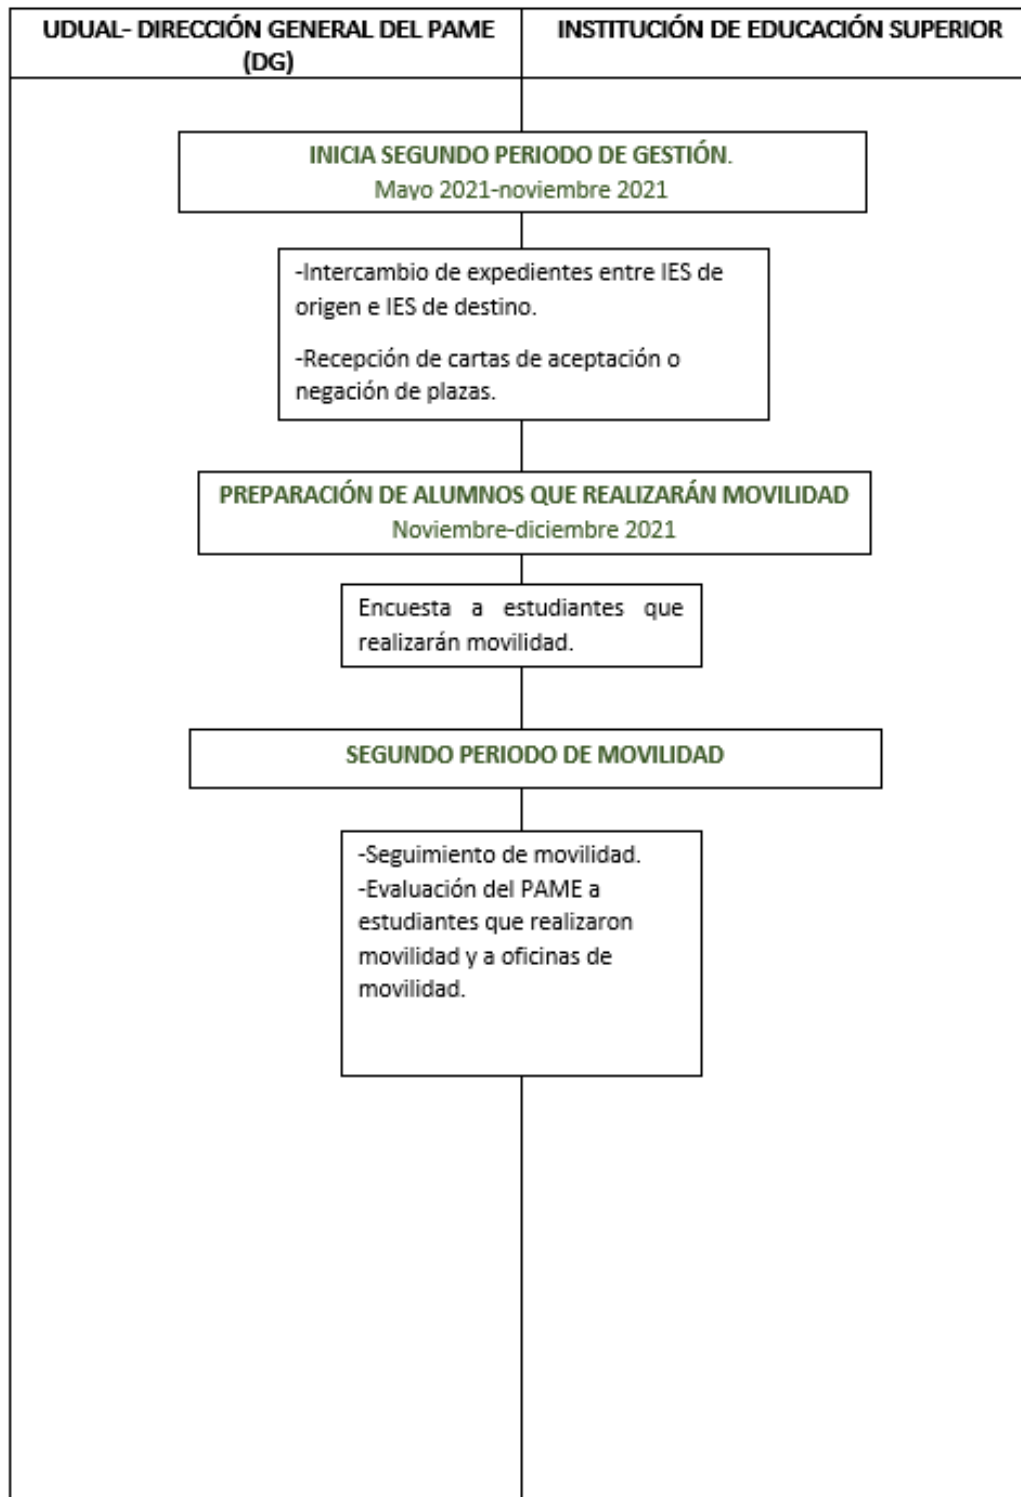 UDUAL- DIRECCIÓN GENERAL DEL PAME
(DG)
INSTITUCIÓN DE EDUCACIÓN SUPERIOR
INICIA SEGUNDO PERIODO DE GESTIÓN.
Mayo 2021-noviembre 2021
-Intercambio de expedientes entre IES de
origen e IES de destino.
-Recepción de cartas de aceptación o
negación de plazas.
PREPARACIÓN DE ALUMNOS QUE REALIZARÁN MOVILIDAD
Noviembre-diciembre 2021
Encuesta a estudiantes que
realizarán movilidad.
SEGUNDO PERIODO DE MOVILIDAD
-Seguimiento de movilidad.
-Evaluación del PAME a
estudiantes que realizaron
movilidad y a oficinas de
movilidad.